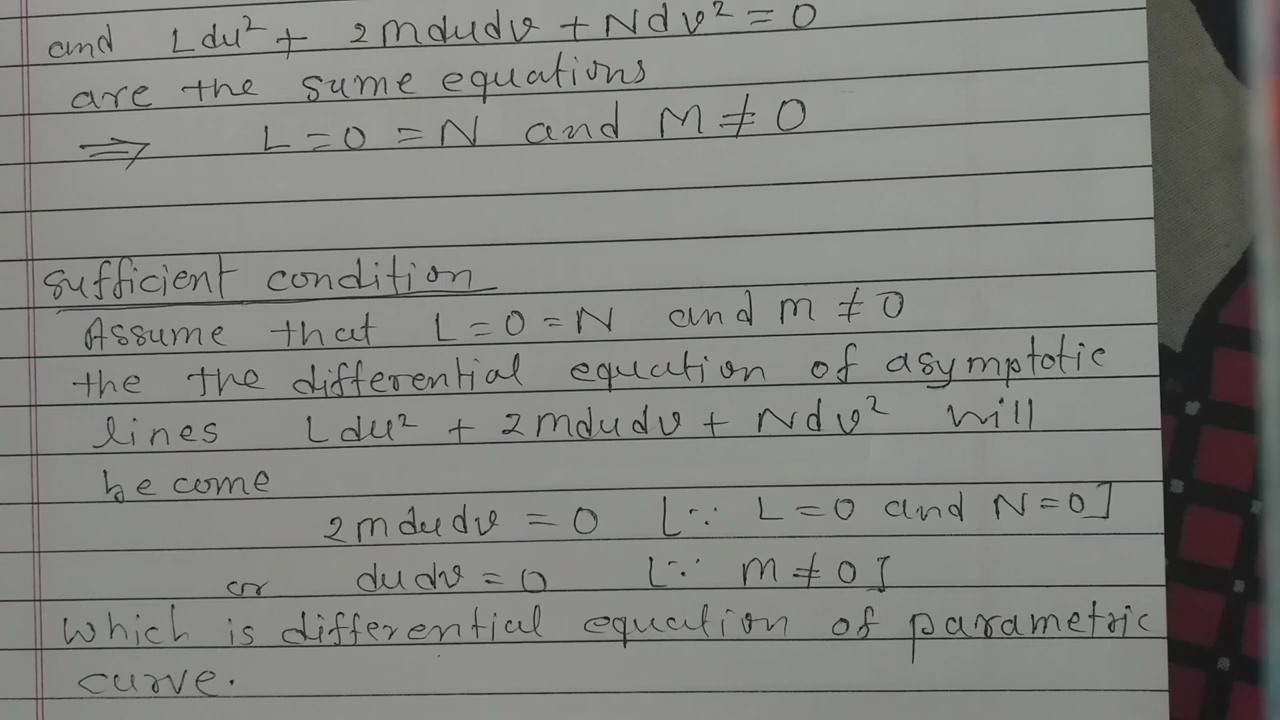 and Ldu² + 2mdudv + Ndv² = 0
are the same equations
⇒ L = 0 = N and M ≠ 0
sufficient condition
Assume that L = 0 = N and m ≠ 0
the the differential equation of asymptotic
lines Ldu² + 2mdudv + Ndv² will
become
2mdudv = 0 [∵ L = 0 and N = 0]
or dudv = 0 [∵ m ≠ 0]
which is differential equation of parametric
curve.